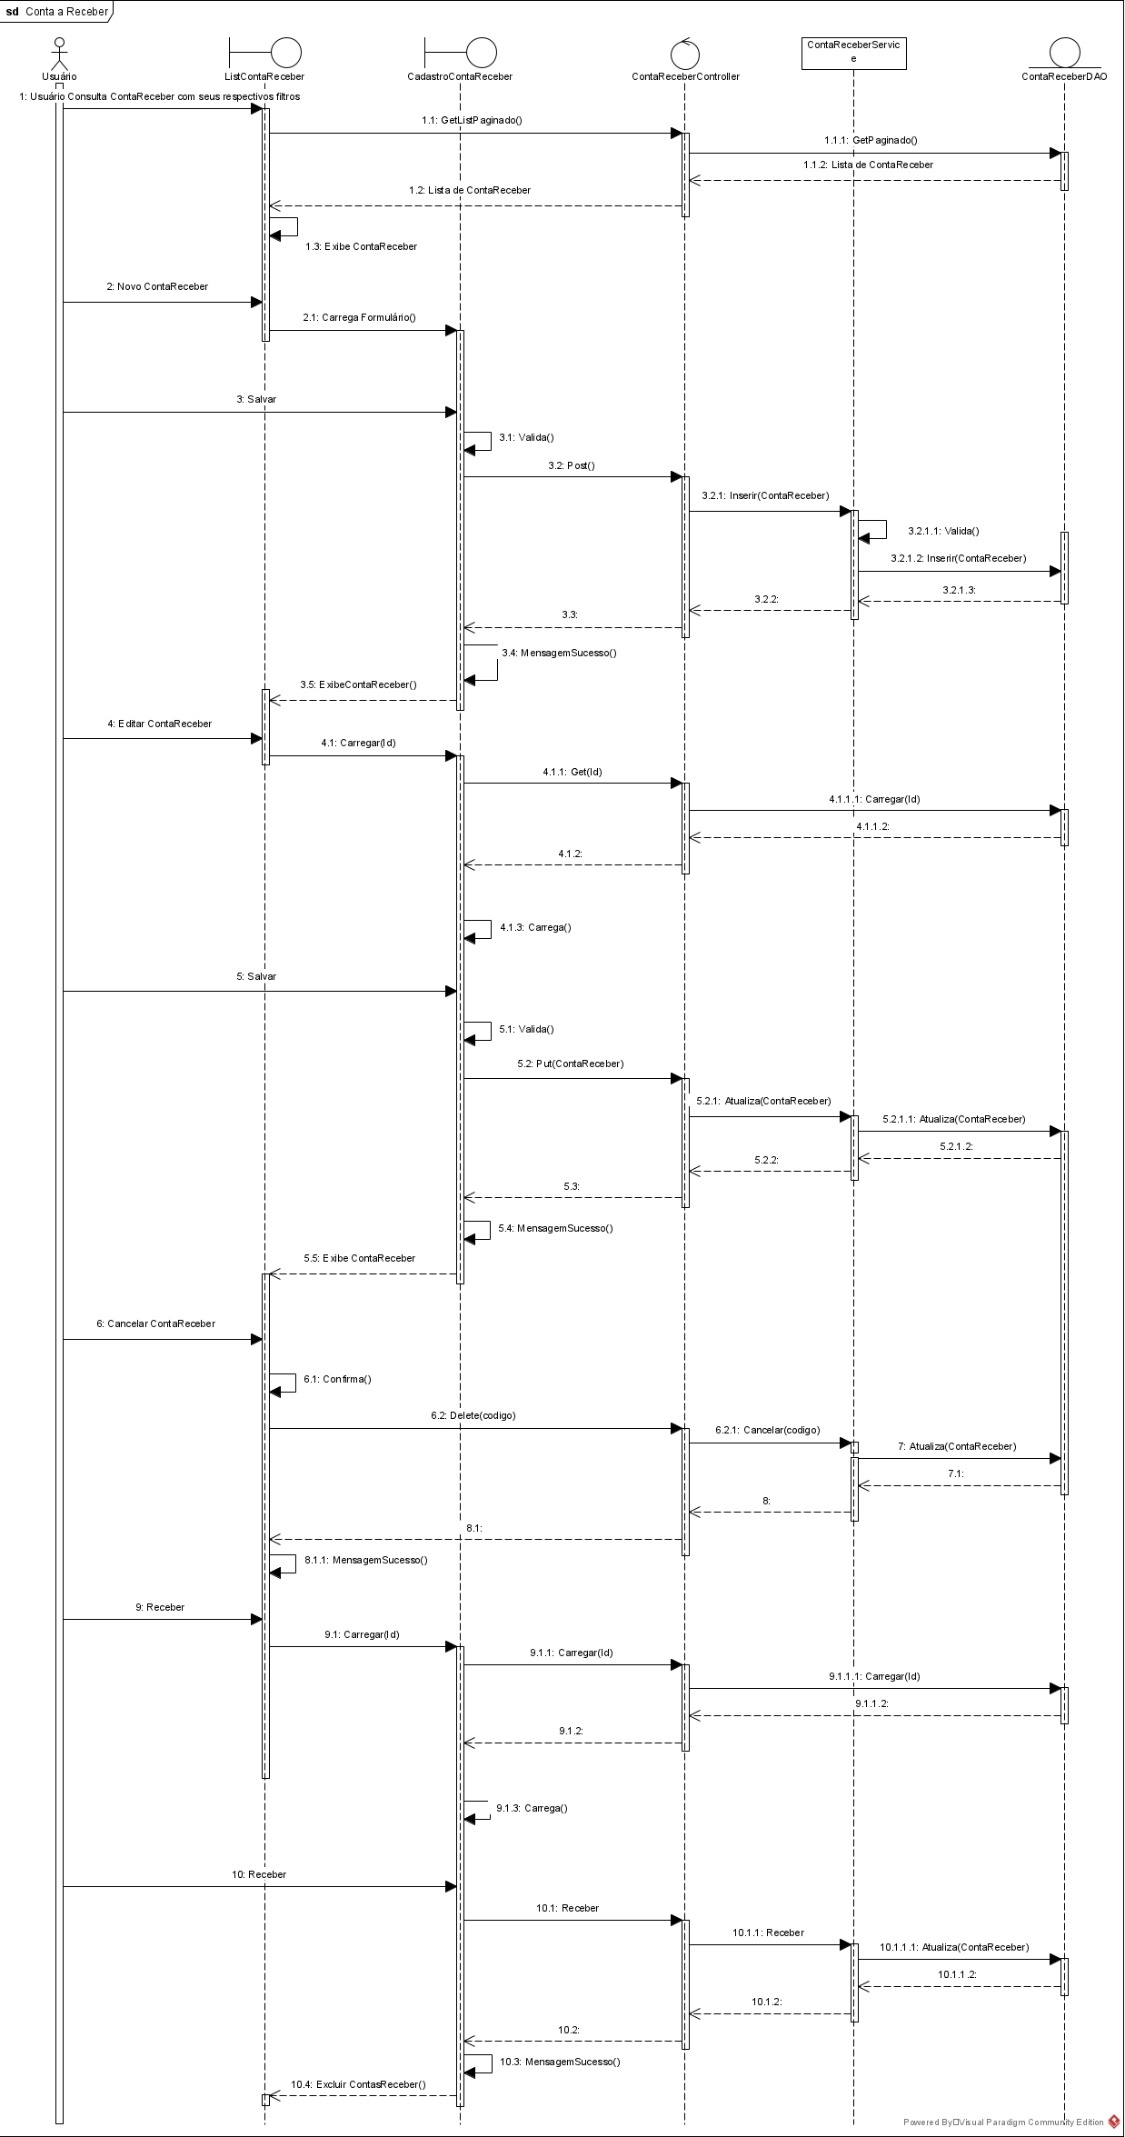 sd Conta a Receber
Usuário
ListContaReceber
CadastroContaReceber
ContaReceberController
ContaReceberServic
e
ContaReceberDAO
1: Usuário Consulta ContaReceber com seus respectivos filtros
1.1: GetListPaginado()
1.1.1: GetPaginado()
1.1.2: Lista de ContaReceber
1.2: Lista de ContaReceber
1.3: Exibe ContaReceber
2: Novo ContaReceber
2.1: Carrega Formulário()
3: Salvar
3.1: Valida()
3.2: Post()
3.2.1: Inserir(ContaReceber)
3.2.1.1: Valida()
3.2.1.2: Inserir(ContaReceber)
3.2.1.3:
3.2.2:
3.3:
3.4: MensagemSucesso()
3.5: ExibeContaReceber()
4: Editar ContaReceber
4.1: Carregar(Id)
4.1.1: Get(Id)
4.1.1.1: Carregar(Id)
4.1.1.2:
4.1.2:
4.1.3: Carrega()
5: Salvar
5.1: Valida()
5.2: Put(ContaReceber)
5.2.1: Atualiza(ContaReceber)
5.2.1.1: Atualiza(ContaReceber)
5.2.1.2:
5.2.2:
5.3:
5.4: MensagemSucesso()
5.5: Exibe ContaReceber
6: Cancelar ContaReceber
6.1: Confirma()
6.2: Delete(codigo)
6.2.1: Cancelar(codigo)
7: Atualiza(ContaReceber)
7.1:
8:
8.1:
8.1.1: MensagemSucesso()
9: Receber
9.1: Carregar(Id)
9.1.1: Carregar(Id)
9.1.1.1: Carregar(Id)
9.1.1.2:
9.1.2:
9.1.3: Carrega()
10: Receber
10.1: Receber
10.1.1: Receber
10.1.1.1: Atualiza(ContaReceber)
10.1.1.2:
10.1.2:
10.2:
10.3: MensagemSucesso()
10.4: Excluir ContasReceber()
Powered By□Visual Paradigm Community Edition